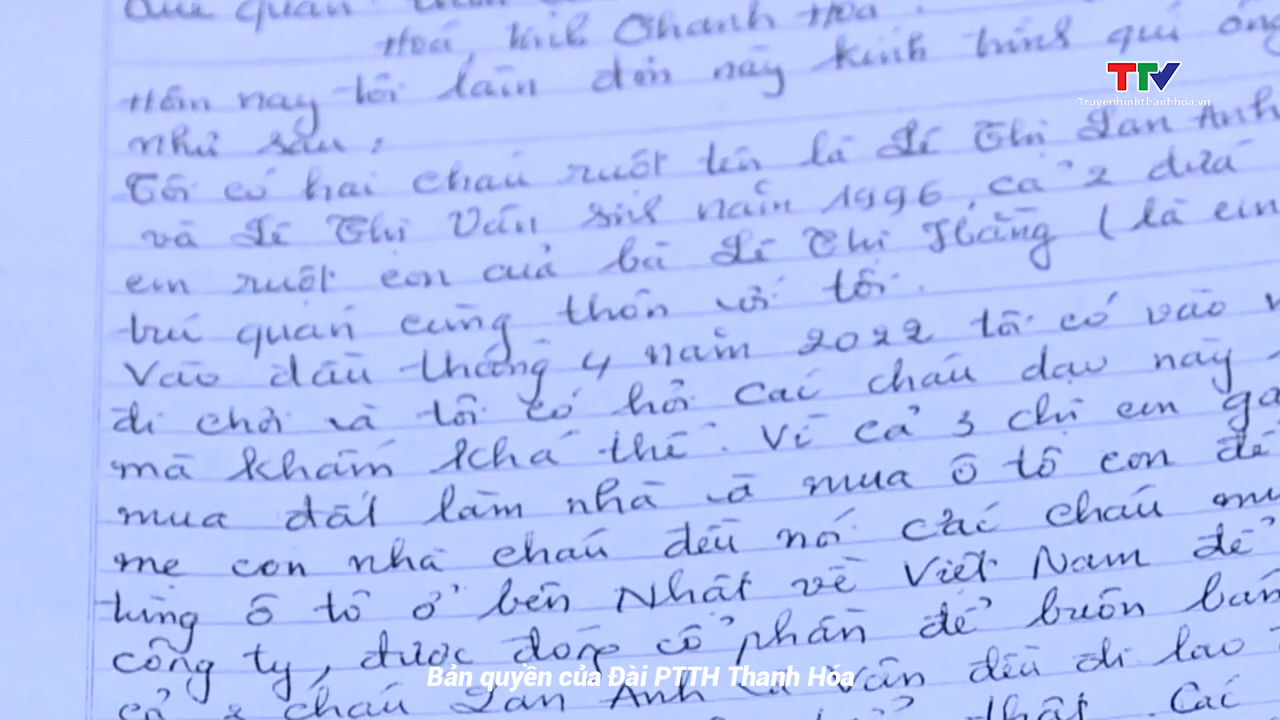 quán
Hoá, tỉnh Thanh Hoá.
Hôm nay tôi làm đơn này kính trình quí ông
như sau:
Tôi có hai cháu ruột tên là Lê Thị Lan Anh
và Lê Thị Vân sinh năm 1996, cả 2 đứa
em ruột con của bà Lê Thị Hằng (là em
trú quán cùng thôn với tôi.
Vào đầu tháng 4 năm 2022 tôi có vào
đi chơi và tôi có hỏi các cháu dạo này
mà khấm khá thế. Vì cả 3 chị em
mua đất làm nhà và mua ô tô con để
mẹ con nhà cháu đều nói các cháu
tùng ô tô ở bên Nhật về Việt Nam để
công ty, được đóng cổ phần để buôn bán
cả 2 cháu Lan Anh và Vân đều đi lao
Nhật. Các
TTV
Truyenhinhthanhhoa.vn
Bản quyền của Đài PTTH Thanh Hóa